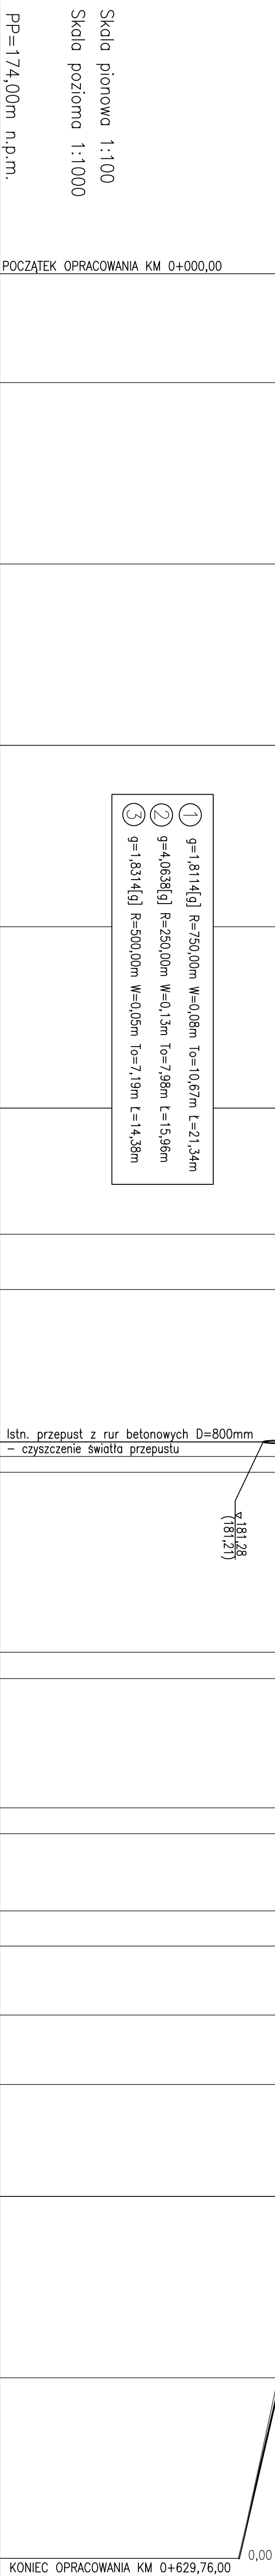 Skala pionowa 1:100
Skala pozioma 1:1000
PP=174,00m n.p.m.
POCZĄTEK OPRACOWANIA KM 0+000,00
1 g=1,8114[g] R=750,00m W=0,08m To=10,67m Ł=21,34m
2 g=4,0638[g] R=250,00m W=0,13m To=7,98m Ł=15,96m
3 g=1,8314[g] R=500,00m W=0,05m To=7,19m Ł=14,38m
Istn. przepust z rur betonowych D=800mm
- czyszczenie światła przepustu
181,28
(181,21)
0,00
KONIEC OPRACOWANIA KM 0+629,76,00